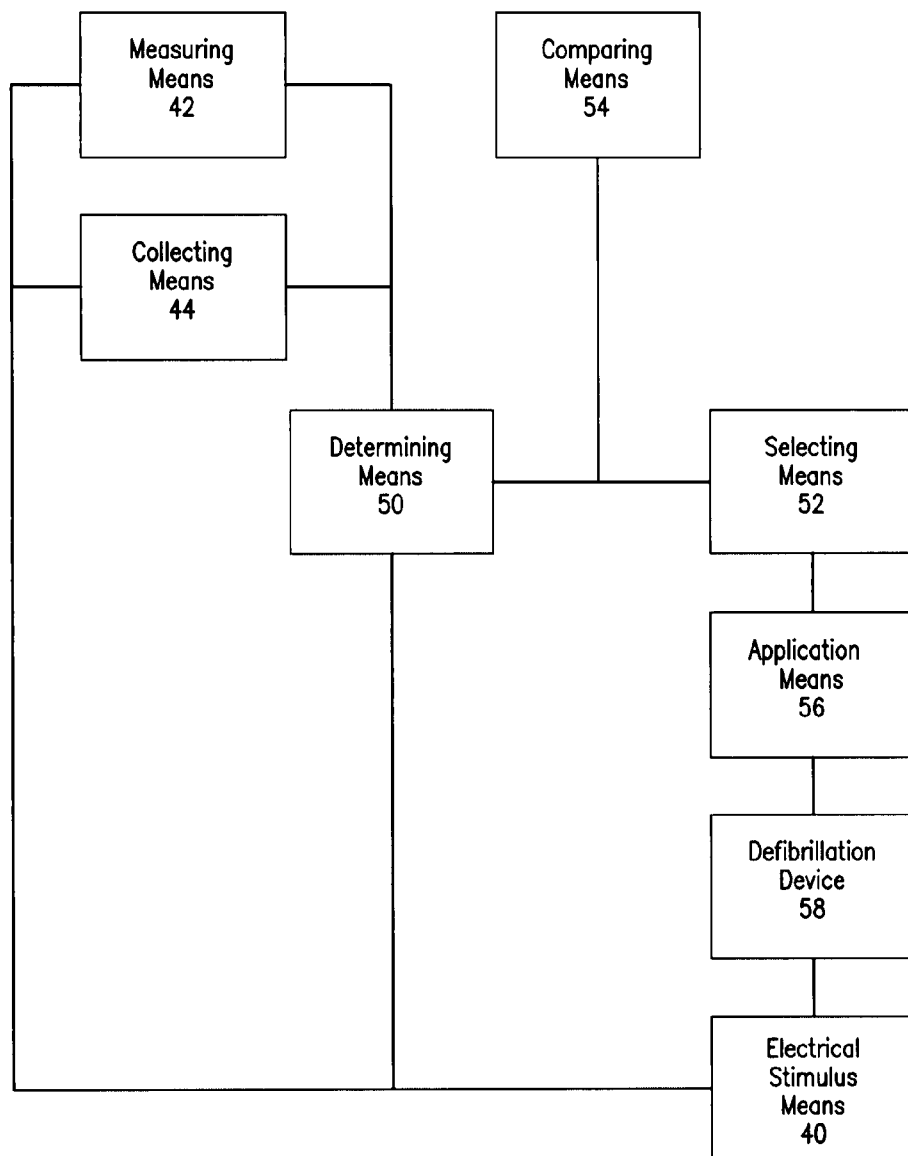 Measuring
Means
42
Comparing
Means
54
Collecting
Means
44
Determining
Means
50
Selecting
Means
52
Application
Means
56
Defibrillation
Device
58
Electrical
Stimulus
Means
40